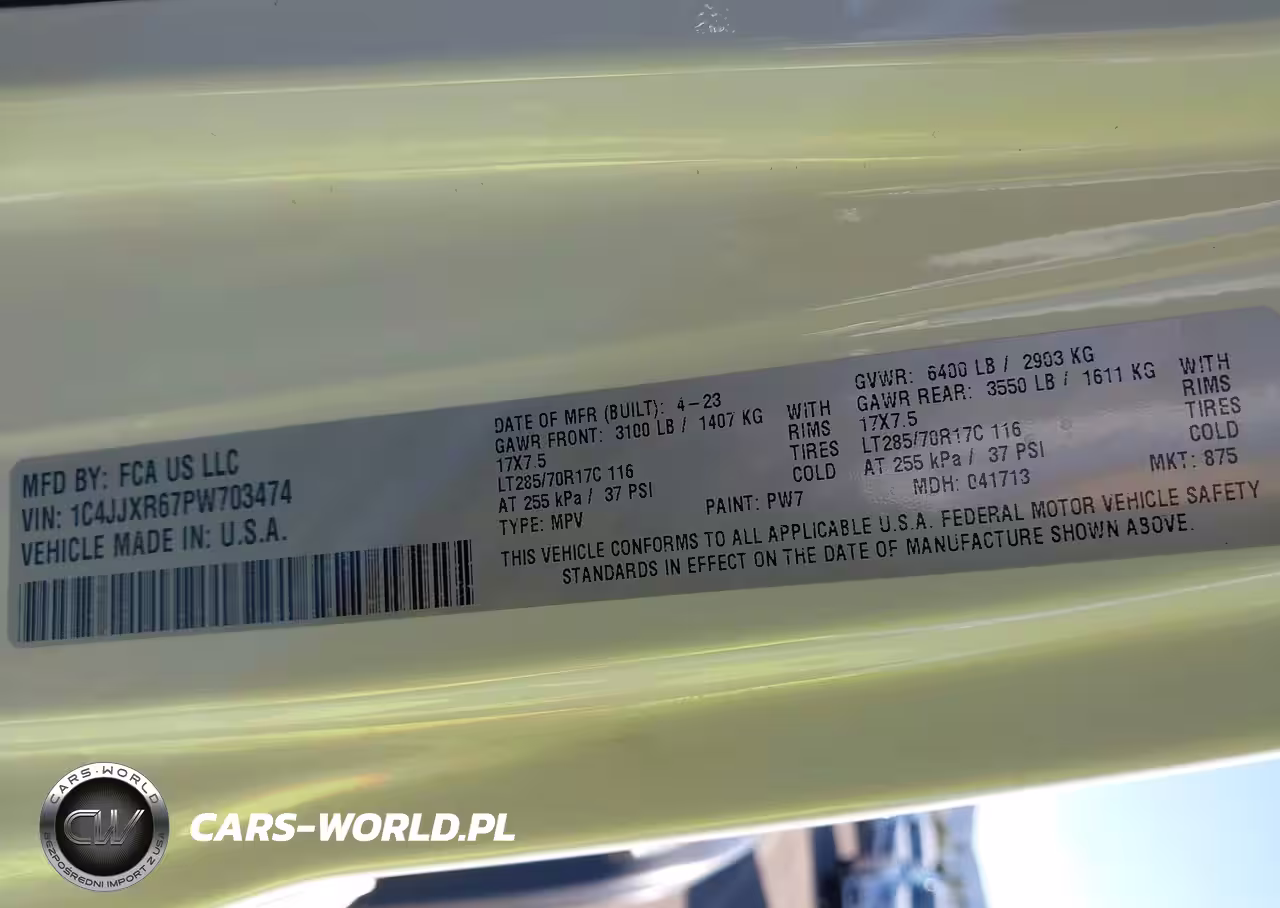 MFD BY: FCA US LLC
VIN: 1C4JJXR67PW703474
VEHICLE MADE IN: U.S.A.
DATE OF MFR (BUILT): 4-23
GAWR FRONT: 3100 LB / 1407 KG WITH
17X7.5 RIMS
LT285/70R17C 116 TIRES
AT 255 kPa / 37 PSI COLD
TYPE: MPV PAINT: PW7
GVWR: 6400 LB / 2903 KG
GAWR REAR: 3550 LB / 1611 KG WITH
17X7.5 RIMS
LT285/70R17C 116 TIRES
AT 255 kPa / 37 PSI COLD
MDH: 041713 MKT: 875
THIS VEHICLE CONFORMS TO ALL APPLICABLE U.S.A. FEDERAL MOTOR VEHICLE SAFETY
STANDARDS IN EFFECT ON THE DATE OF MANUFACTURE SHOWN ABOVE.
CARS-WORLD
CW
BEZPOŚREDNI IMPORT Z USA
CARS-WORLD.PL